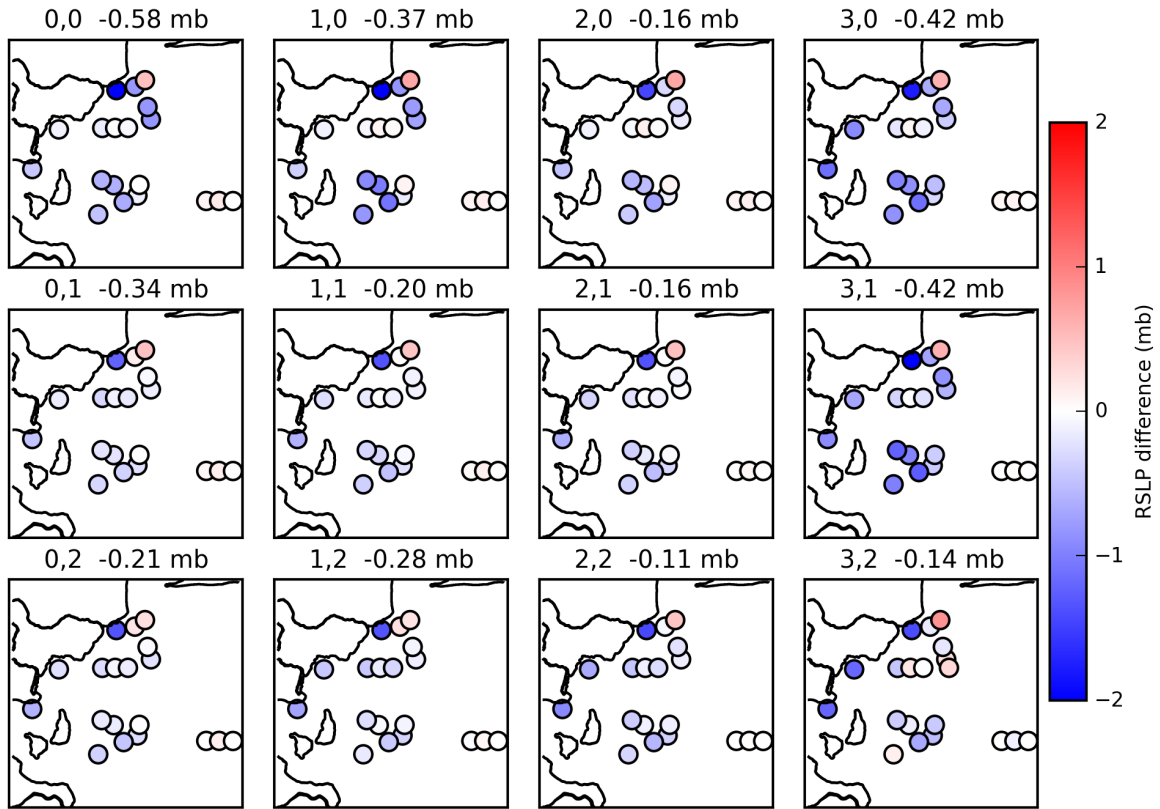 0,0 -0.58 mb
1,0 -0.37 mb
2,0 -0.16 mb
3,0 -0.42 mb
0,1 -0.34 mb
1,1 -0.20 mb
2,1 -0.16 mb
3,1 -0.42 mb
0,2 -0.21 mb
1,2 -0.28 mb
2,2 -0.11 mb
3,2 -0.14 mb
2
1
0
−1
−2
RSLP difference (mb)